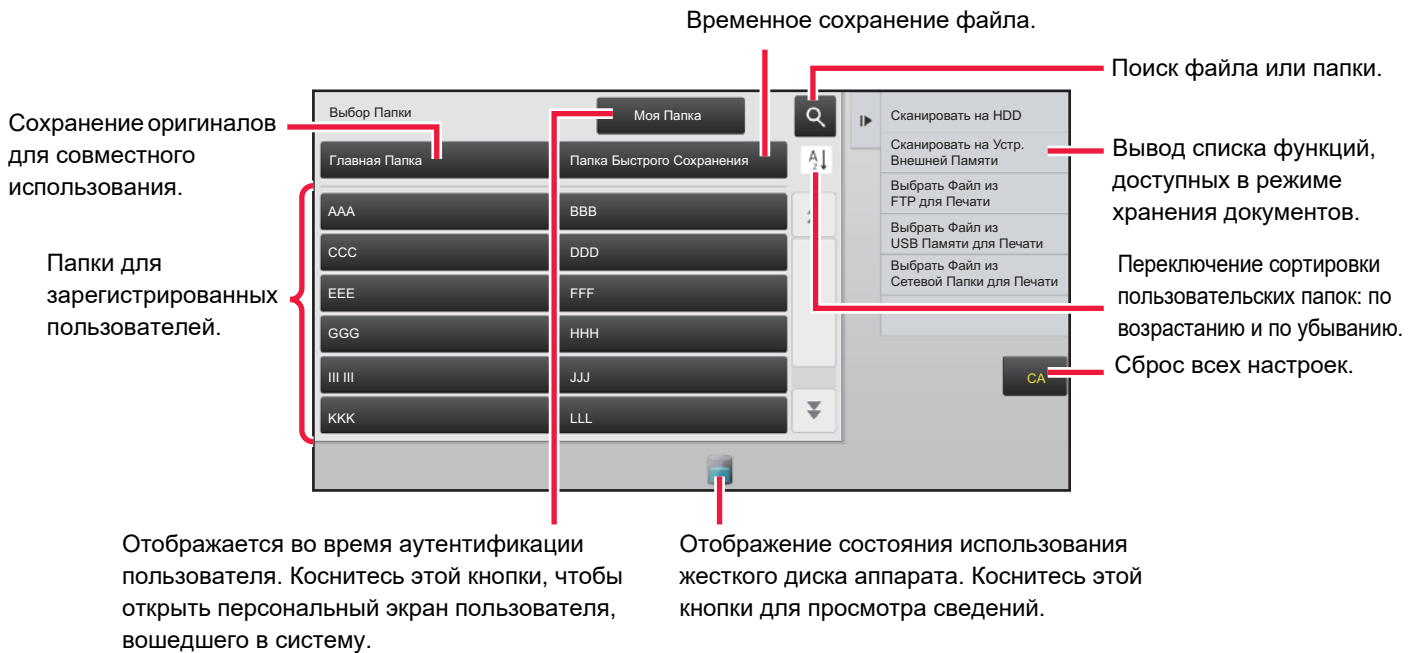 Временное сохранение файла.
Поиск файла или папки.
Сохранение оригиналов
для совместного
использования.
Выбор Папки
Моя Папка
Сканировать на HDD
Главная Папка
Папка Быстрого Сохранения
A
Z
Сканировать на Устр.
Внешней Памяти
Вывод списка функций,
доступных в режиме
хранения документов.
Выбрать Файл из
FTP для Печати
Выбрать Файл из
USB Памяти для Печати
Выбрать Файл из
Сетевой Папки для Печати
Папки для
зарегистрированных
пользователей.
AAA
BBB
CCC
DDD
EEE
FFF
GGG
HHH
III III
JJJ
KKK
LLL
Переключение сортировки
пользовательских папок: по
возрастанию и по убыванию.
CA
Сброс всех настроек.
Отображается во время аутентификации
пользователя. Коснитесь этой кнопки, чтобы
открыть персональный экран пользователя,
вошедшего в систему.
Отображение состояния использования
жесткого диска аппарата. Коснитесь этой
кнопки для просмотра сведений.